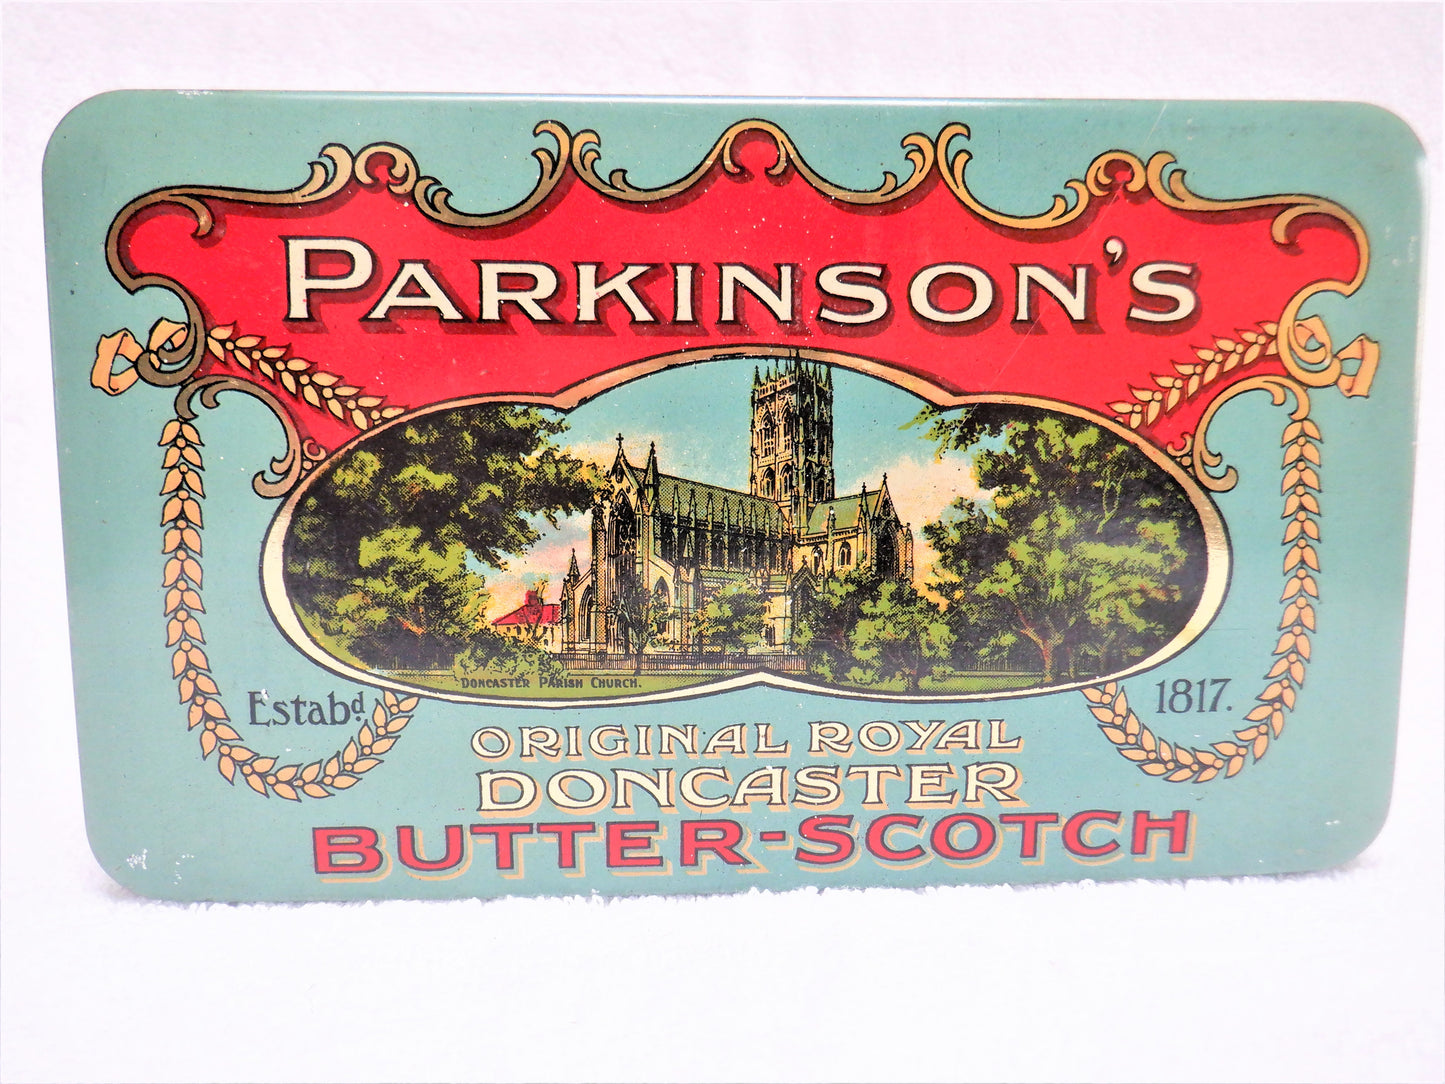 PARKINSON'S
DONCASTER PARISH CHURCH.
Estabd.
1817.
ORIGINAL ROYAL
DONCASTER
BUTTER-SCOTCH